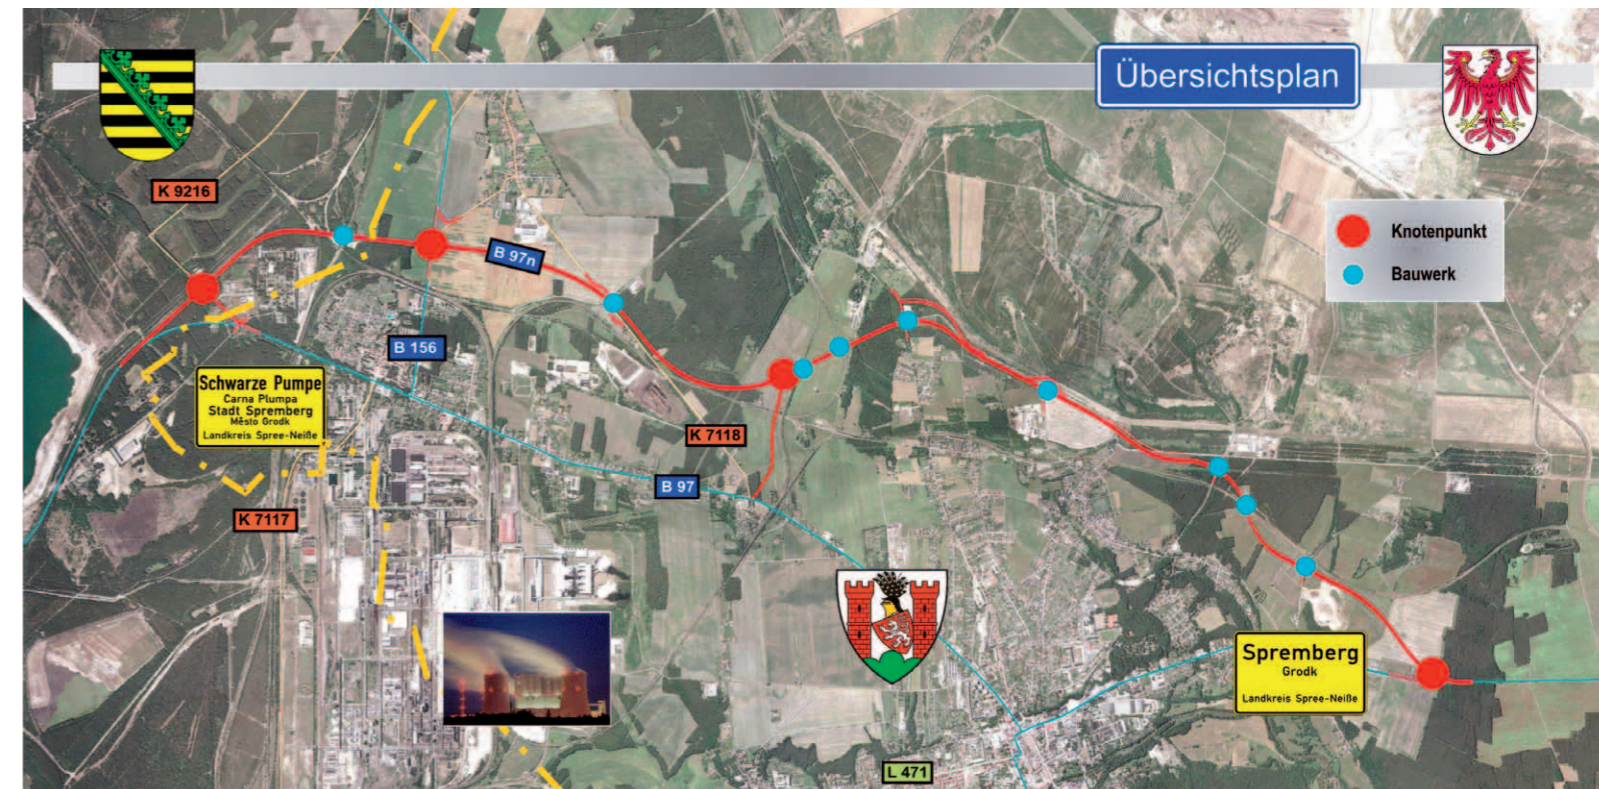 Übersichtsplan
K 9216
Knotenpunkt
B 97n
Bauwerk
B 156
Schwarze Pumpe
Carna Plumpa
Stadt Spremberg
Město Grodk
Landkreis Spree-Neiße
K 7118
B 97
K 7117
Spremberg
Grodk
Landkreis Spree-Neiße
L 471